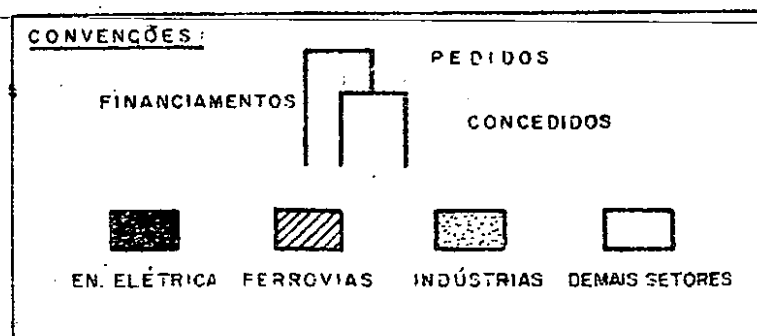 CONVENÇÕES:
PEDIDOS
FINANCIAMENTOS
CONCEDIDOS
EN. ELÉTRICA FERROVIAS INDÚSTRIAS DEMAIS SETORES